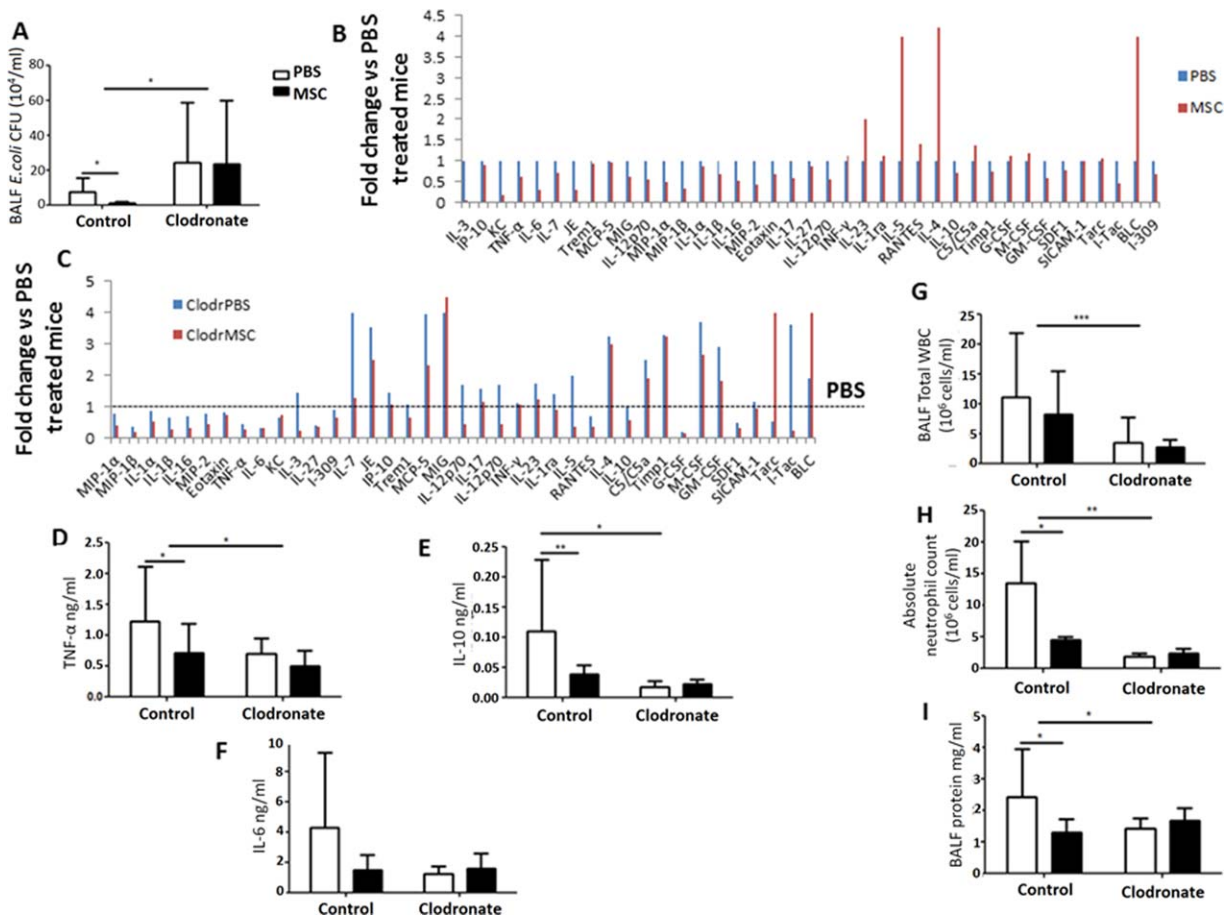 A
BALF E.coli CFU (10⁴/ml)
80
60
40
20
0
*
*
Control
Clodronate
PBS
MSC
B
Fold change vs PBS
treated mice
4.5
4
3.5
3
2.5
2
1.5
1
0.5
0
PBS
MSC
IL-3
IP-10
KC
TNF-α
IL-6
IL-7
JE
Trem1
MCP-5
MIG
IL-12p70
MIP-1α
MIP-1β
IL-1α
IL-1β
IL-16
MIP-2
Eotaxin
IL-17
IL-27
IL-12p70
INF-γ
IL-23
IL-1ra
IL-5
RANTES
IL-4
IL-10
C5/C5a
Timp1
G-CSF
M-CSF
GM-CSF
SDF1
SICAM-1
Tarc
I-Tac
BLC
I-309
C
Fold change vs PBS
treated mice
5
4
3
2
1
0
ClodrPBS
ClodrMSC
PBS
MIP-1α
MIP-1β
IL-1α
IL-1β
IL-16
MIP-2
Eotaxin
TNF-α
IL-6
KC
IL-3
IL-27
I-309
IL-7
JE
IP-10
Trem1
MCP-5
MIG
IL-12p70
IL-17
IL-12p70
INF-γ
IL-23
IL-1ra
IL-5
RANTES
IL-4
IL-10
C5/C5a
Timp1
G-CSF
M-CSF
GM-CSF
SDF1
SICAM-1
Tarc
I-Tac
BLC
D
TNF-α ng/ml
2.5
2.0
1.5
1.0
0.5
0.0
*
*
Control
Clodronate
E
IL-10 ng/ml
0.25
0.20
0.15
0.10
0.05
0.00
*
**
Control
Clodronate
F
IL-6 ng/ml
10
8
6
4
2
0
Control
Clodronate
G
BALF Total WBC
(10⁶ cells/ml)
25
20
15
10
5
0
***
Control
Clodronate
H
Absolute
neutrophil count
(10⁶ cells/ml)
25
20
15
10
5
0
**
*
Control
Clodronate
I
BALF protein mg/ml
5
4
3
2
1
0
*
*
Control
Clodronate